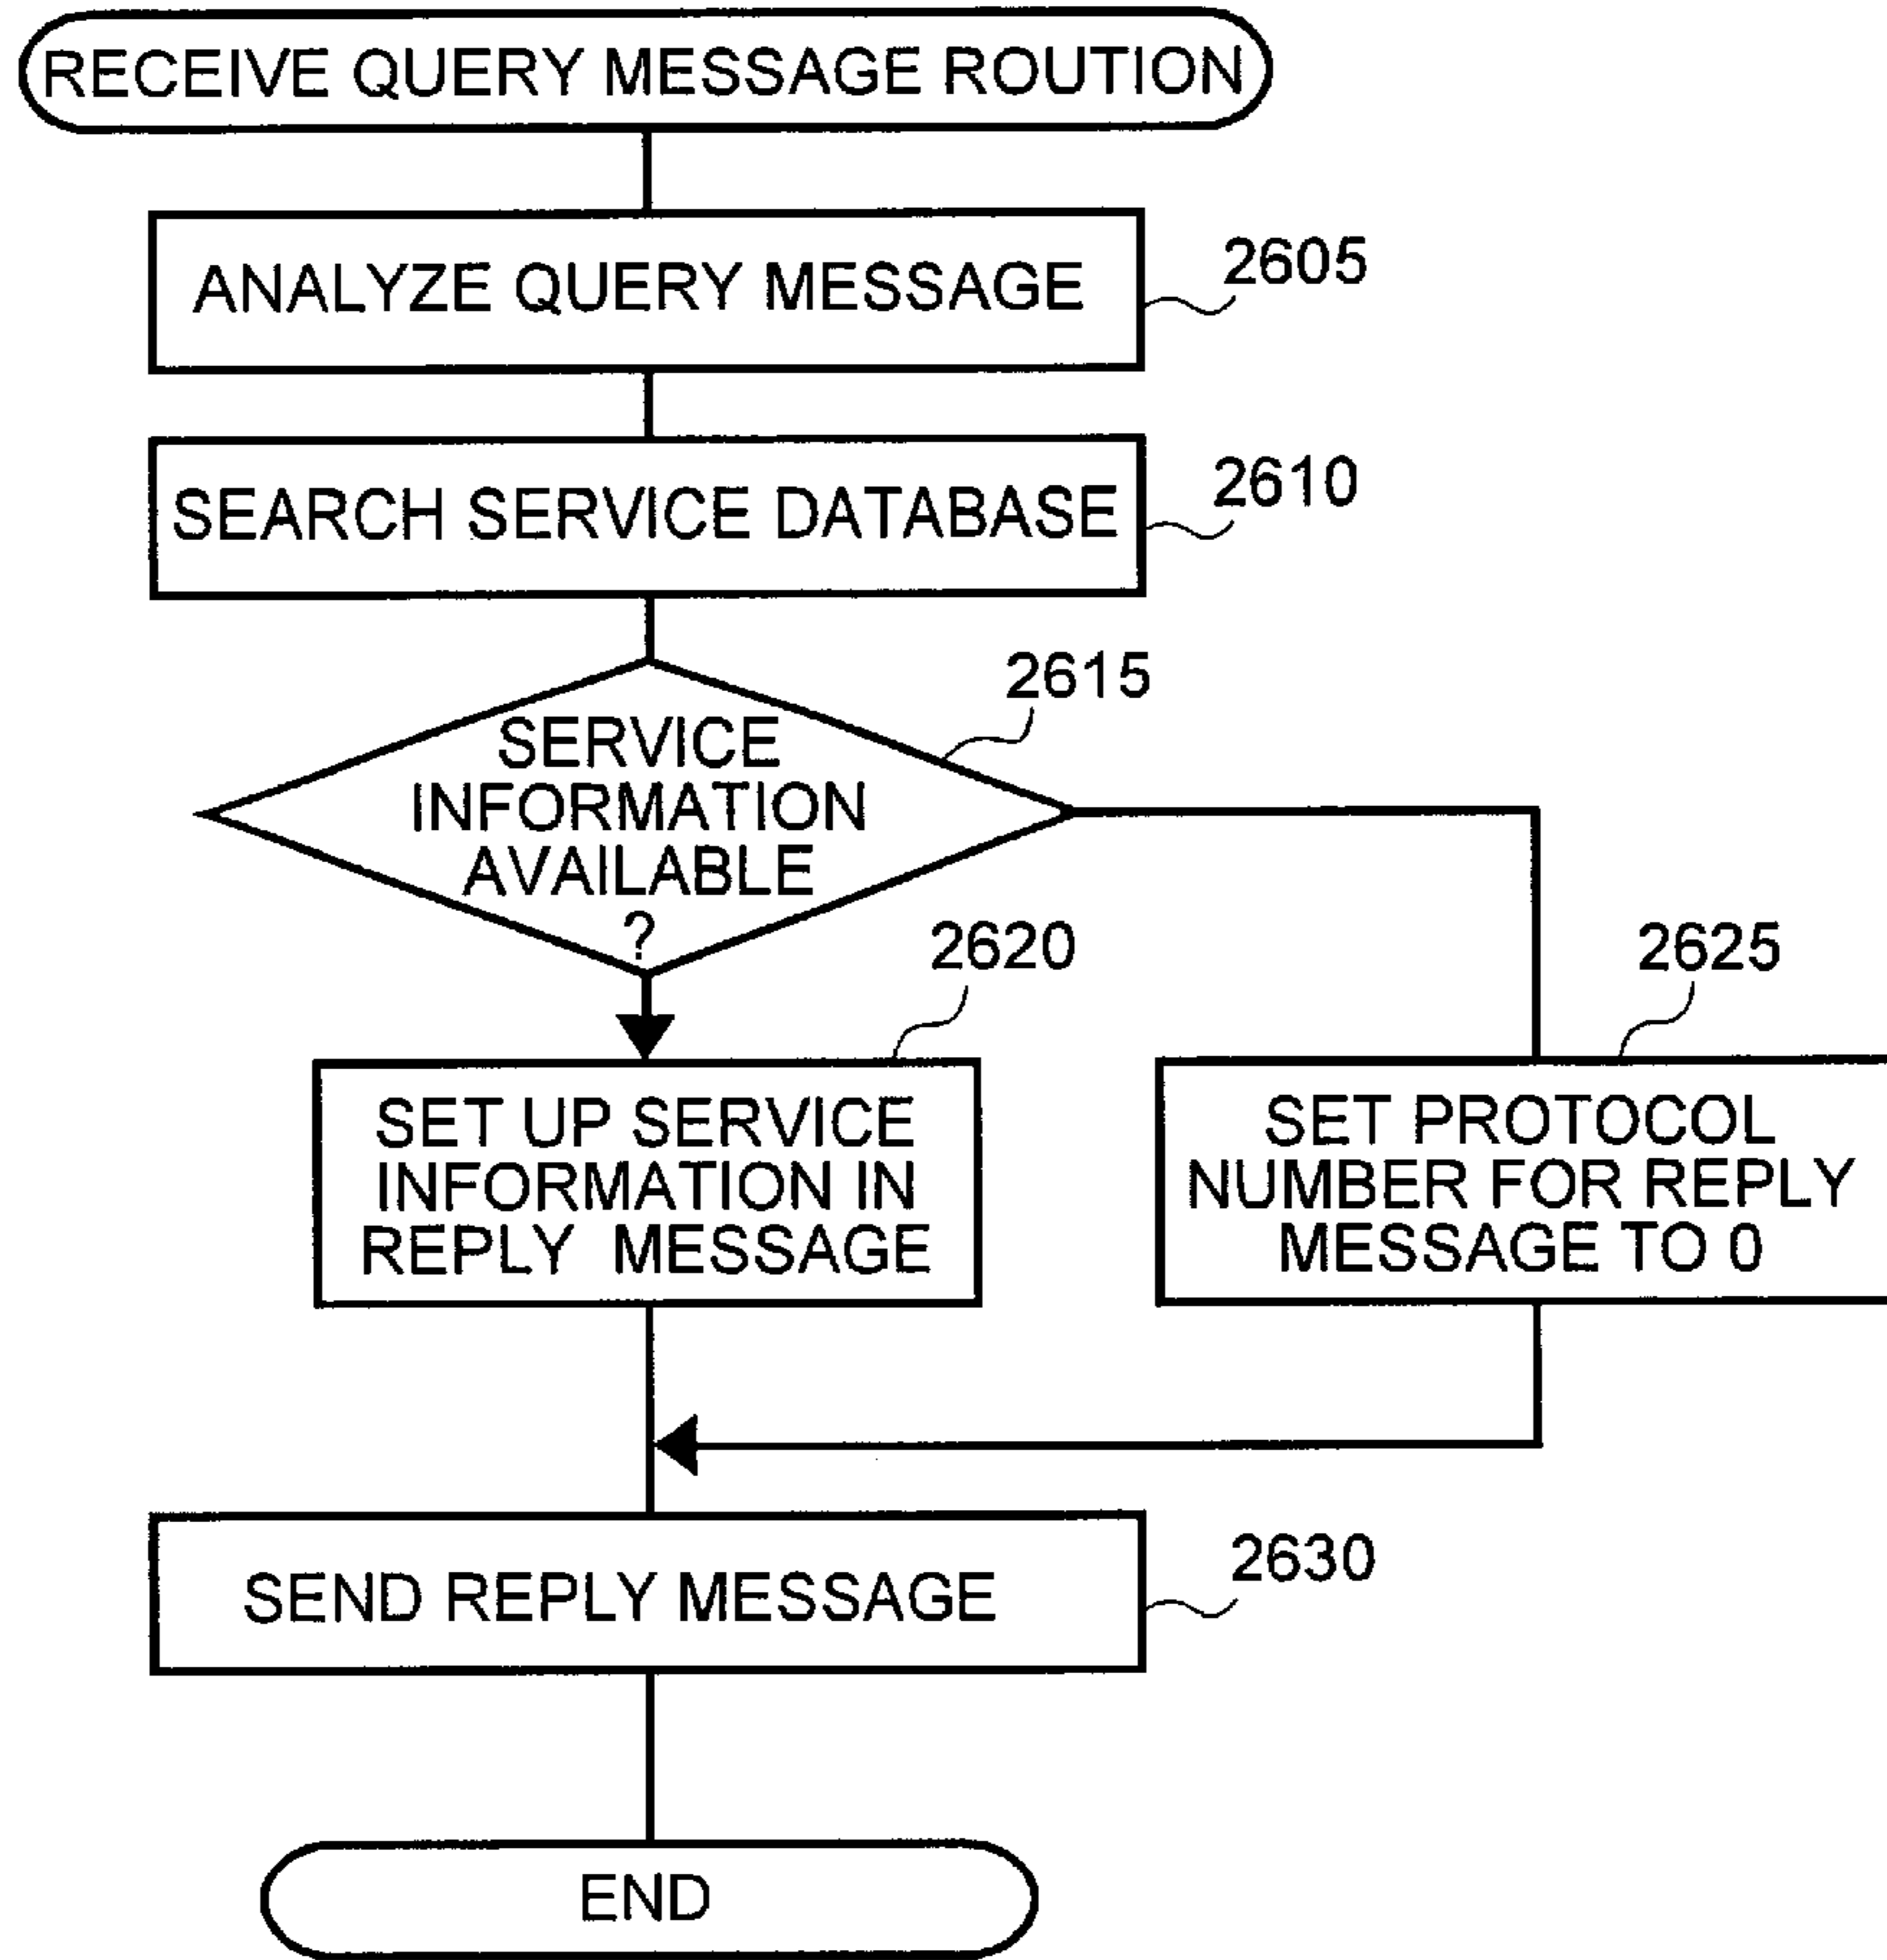 RECEIVE QUERY MESSAGE ROUTION
ANALYZE QUERY MESSAGE
2605
SEARCH SERVICE DATABASE
2610
2615
SERVICE
INFORMATION
AVAILABLE
?
2620
2625
SET UP SERVICE
INFORMATION IN
REPLY MESSAGE
SET PROTOCOL
NUMBER FOR REPLY
MESSAGE TO 0
SEND REPLY MESSAGE
2630
END